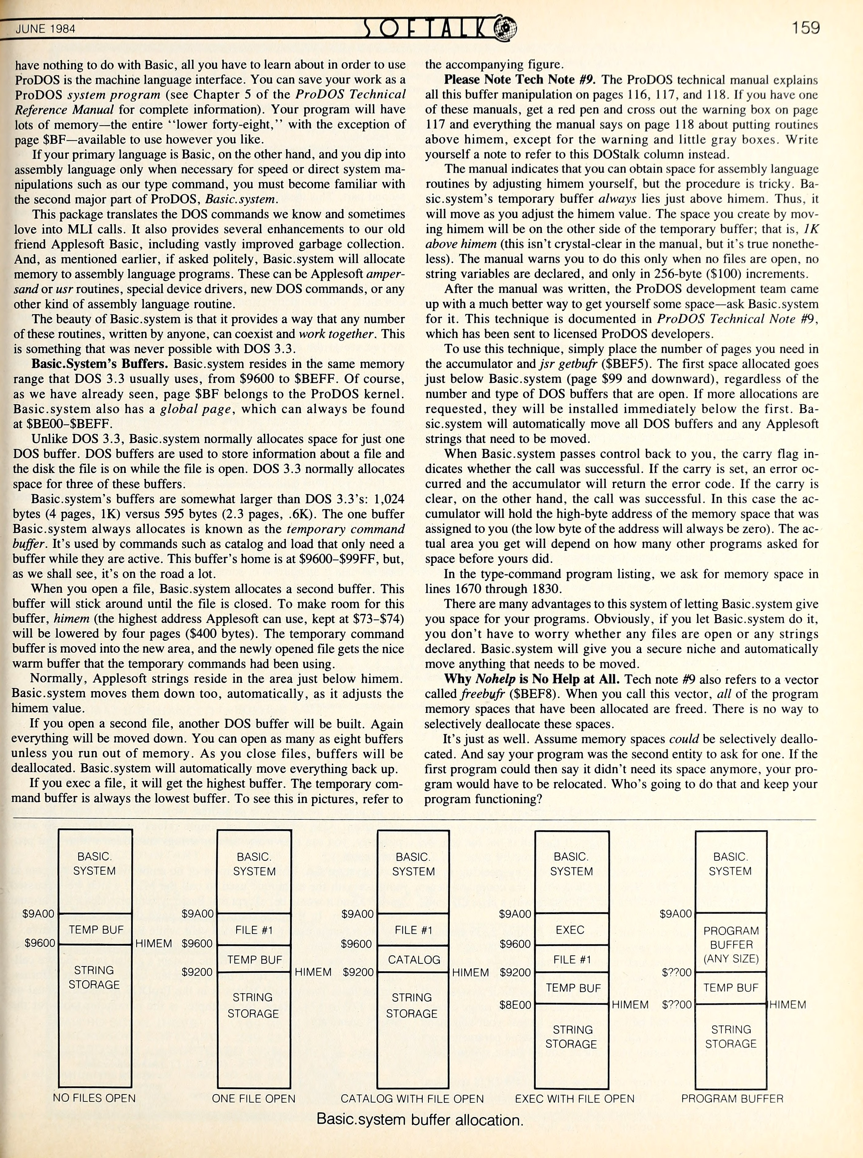 JUNE 1984
SOFTALK
159
have nothing to do with Basic, all you have to learn about in order to use
ProDOS is the machine language interface. You can save your work as a
ProDOS system program (see Chapter 5 of the ProDOS Technical
Reference Manual for complete information). Your program will have
lots of memory—the entire "lower forty-eight," with the exception of
page $BF—available to use however you like.
If your primary language is Basic, on the other hand, and you dip into
assembly language only when necessary for speed or direct system ma-
nipulations such as our type command, you must become familiar with
the second major part of ProDOS, Basic.system.
This package translates the DOS commands we know and sometimes
love into MLI calls. It also provides several enhancements to our old
friend Applesoft Basic, including vastly improved garbage collection.
And, as mentioned earlier, if asked politely, Basic.system will allocate
memory to assembly language programs. These can be Applesoft amper-
sand or usr routines, special device drivers, new DOS commands, or any
other kind of assembly language routine.
The beauty of Basic.system is that it provides a way that any number
of these routines, written by anyone, can coexist and work together. This
is something that was never possible with DOS 3.3.
Basic.System's Buffers. Basic.system resides in the same memory
range that DOS 3.3 usually uses, from $9600 to $BEFF. Of course,
as we have already seen, page $BF belongs to the ProDOS kernel.
Basic.system also has a global page, which can always be found
at $BE00–$BEFF.
Unlike DOS 3.3, Basic.system normally allocates space for just one
DOS buffer. DOS buffers are used to store information about a file and
the disk the file is on while the file is open. DOS 3.3 normally allocates
space for three of these buffers.
Basic.system's buffers are somewhat larger than DOS 3.3's: 1,024
bytes (4 pages, 1K) versus 595 bytes (2.3 pages, .6K). The one buffer
Basic.system always allocates is known as the temporary command
buffer. It's used by commands such as catalog and load that only need a
buffer while they are active. This buffer's home is at $9600–$99FF, but,
as we shall see, it's on the road a lot.
When you open a file, Basic.system allocates a second buffer. This
buffer will stick around until the file is closed. To make room for this
buffer, himem (the highest address Applesoft can use, kept at $73–$74)
will be lowered by four pages ($400 bytes). The temporary command
buffer is moved into the new area, and the newly opened file gets the nice
warm buffer that the temporary commands had been using.
Normally, Applesoft strings reside in the area just below himem.
Basic.system moves them down too, automatically, as it adjusts the
himem value.
If you open a second file, another DOS buffer will be built. Again
everything will be moved down. You can open as many as eight buffers
unless you run out of memory. As you close files, buffers will be
deallocated. Basic.system will automatically move everything back up.
If you exec a file, it will get the highest buffer. The temporary com-
mand buffer is always the lowest buffer. To see this in pictures, refer to
the accompanying figure.
Please Note Tech Note #9. The ProDOS technical manual explains
all this buffer manipulation on pages 116, 117, and 118. If you have one
of these manuals, get a red pen and cross out the warning box on page
117 and everything the manual says on page 118 about putting routines
above himem, except for the warning and little gray boxes. Write
yourself a note to refer to this DOStalk column instead.
The manual indicates that you can obtain space for assembly language
routines by adjusting himem yourself, but the procedure is tricky. Ba-
sic.system's temporary buffer always lies just above himem. Thus, it
will move as you adjust the himem value. The space you create by mov-
ing himem will be on the other side of the temporary buffer; that is, 1K
above himem (this isn't crystal-clear in the manual, but it's true nonethe-
less). The manual warns you to do this only when no files are open, no
string variables are declared, and only in 256-byte ($100) increments.
After the manual was written, the ProDOS development team came
up with a much better way to get yourself some space—ask Basic.system
for it. This technique is documented in ProDOS Technical Note #9,
which has been sent to licensed ProDOS developers.
To use this technique, simply place the number of pages you need in
the accumulator and jsr getbufr ($BEF5). The first space allocated goes
just below Basic.system (page $99 and downward), regardless of the
number and type of DOS buffers that are open. If more allocations are
requested, they will be installed immediately below the first. Ba-
sic.system will automatically move all DOS buffers and any Applesoft
strings that need to be moved.
When Basic.system passes control back to you, the carry flag in-
dicates whether the call was successful. If the carry is set, an error oc-
curred and the accumulator will return the error code. If the carry is
clear, on the other hand, the call was successful. In this case the ac-
cumulator will hold the high-byte address of the memory space that was
assigned to you (the low byte of the address will always be zero). The ac-
tual area you get will depend on how many other programs asked for
space before yours did.
In the type-command program listing, we ask for memory space in
lines 1670 through 1830.
There are many advantages to this system of letting Basic.system give
you space for your programs. Obviously, if you let Basic.system do it,
you don't have to worry whether any files are open or any strings
declared. Basic.system will give you a secure niche and automatically
move anything that needs to be moved.
Why Nohelp is No Help at All. Tech note #9 also refers to a vector
called freebufr ($BEF8). When you call this vector, all of the program
memory spaces that have been allocated are freed. There is no way to
selectively deallocate these spaces.
It's just as well. Assume memory spaces could be selectively deallo-
cated. And say your program was the second entity to ask for one. If the
first program could then say it didn't need its space anymore, your pro-
gram would have to be relocated. Who's going to do that and keep your
program functioning?
BASIC.
SYSTEM
$9A00
TEMP BUF
$9600
HIMEM
STRING
STORAGE
NO FILES OPEN
BASIC.
SYSTEM
$9A00
FILE #1
$9600
TEMP BUF
$9200
HIMEM
STRING
STORAGE
ONE FILE OPEN
BASIC.
SYSTEM
$9A00
FILE #1
$9600
CATALOG
$9200
HIMEM
STRING
STORAGE
CATALOG WITH FILE OPEN
BASIC.
SYSTEM
$9A00
EXEC
$9600
FILE #1
$9200
TEMP BUF
$8E00
HIMEM
STRING
STORAGE
EXEC WITH FILE OPEN
BASIC.
SYSTEM
$9A00
PROGRAM
BUFFER
(ANY SIZE)
$??00
TEMP BUF
$??00
HIMEM
STRING
STORAGE
PROGRAM BUFFER
Basic.system buffer allocation.